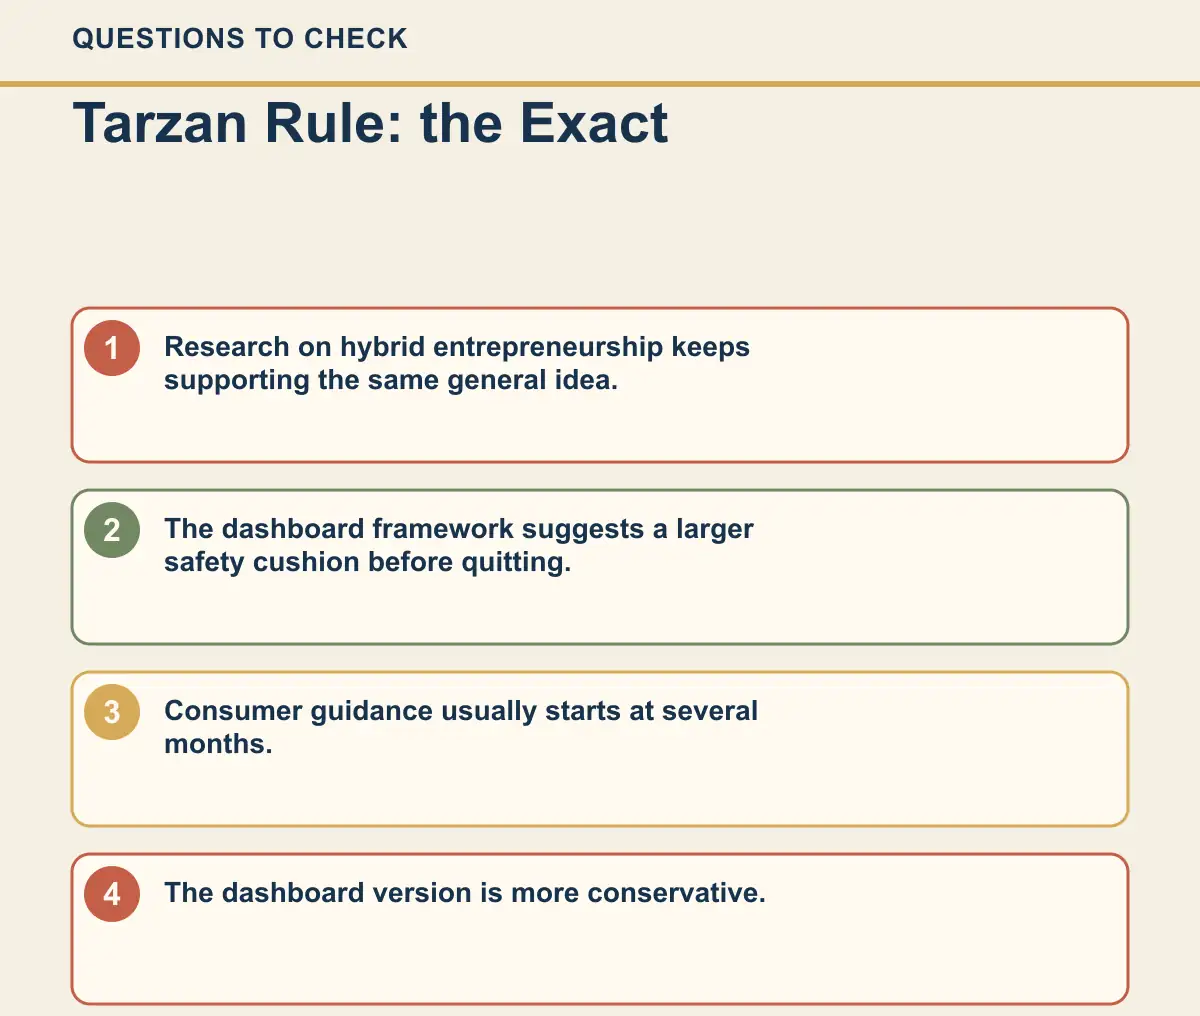 QUESTIONS TO CHECK
Tarzan Rule: the Exact
1
Research on hybrid entrepreneurship keeps
supporting the same general idea.
2
The dashboard framework suggests a larger
safety cushion before quitting.
3
Consumer guidance usually starts at several
months.
4
The dashboard version is more conservative.